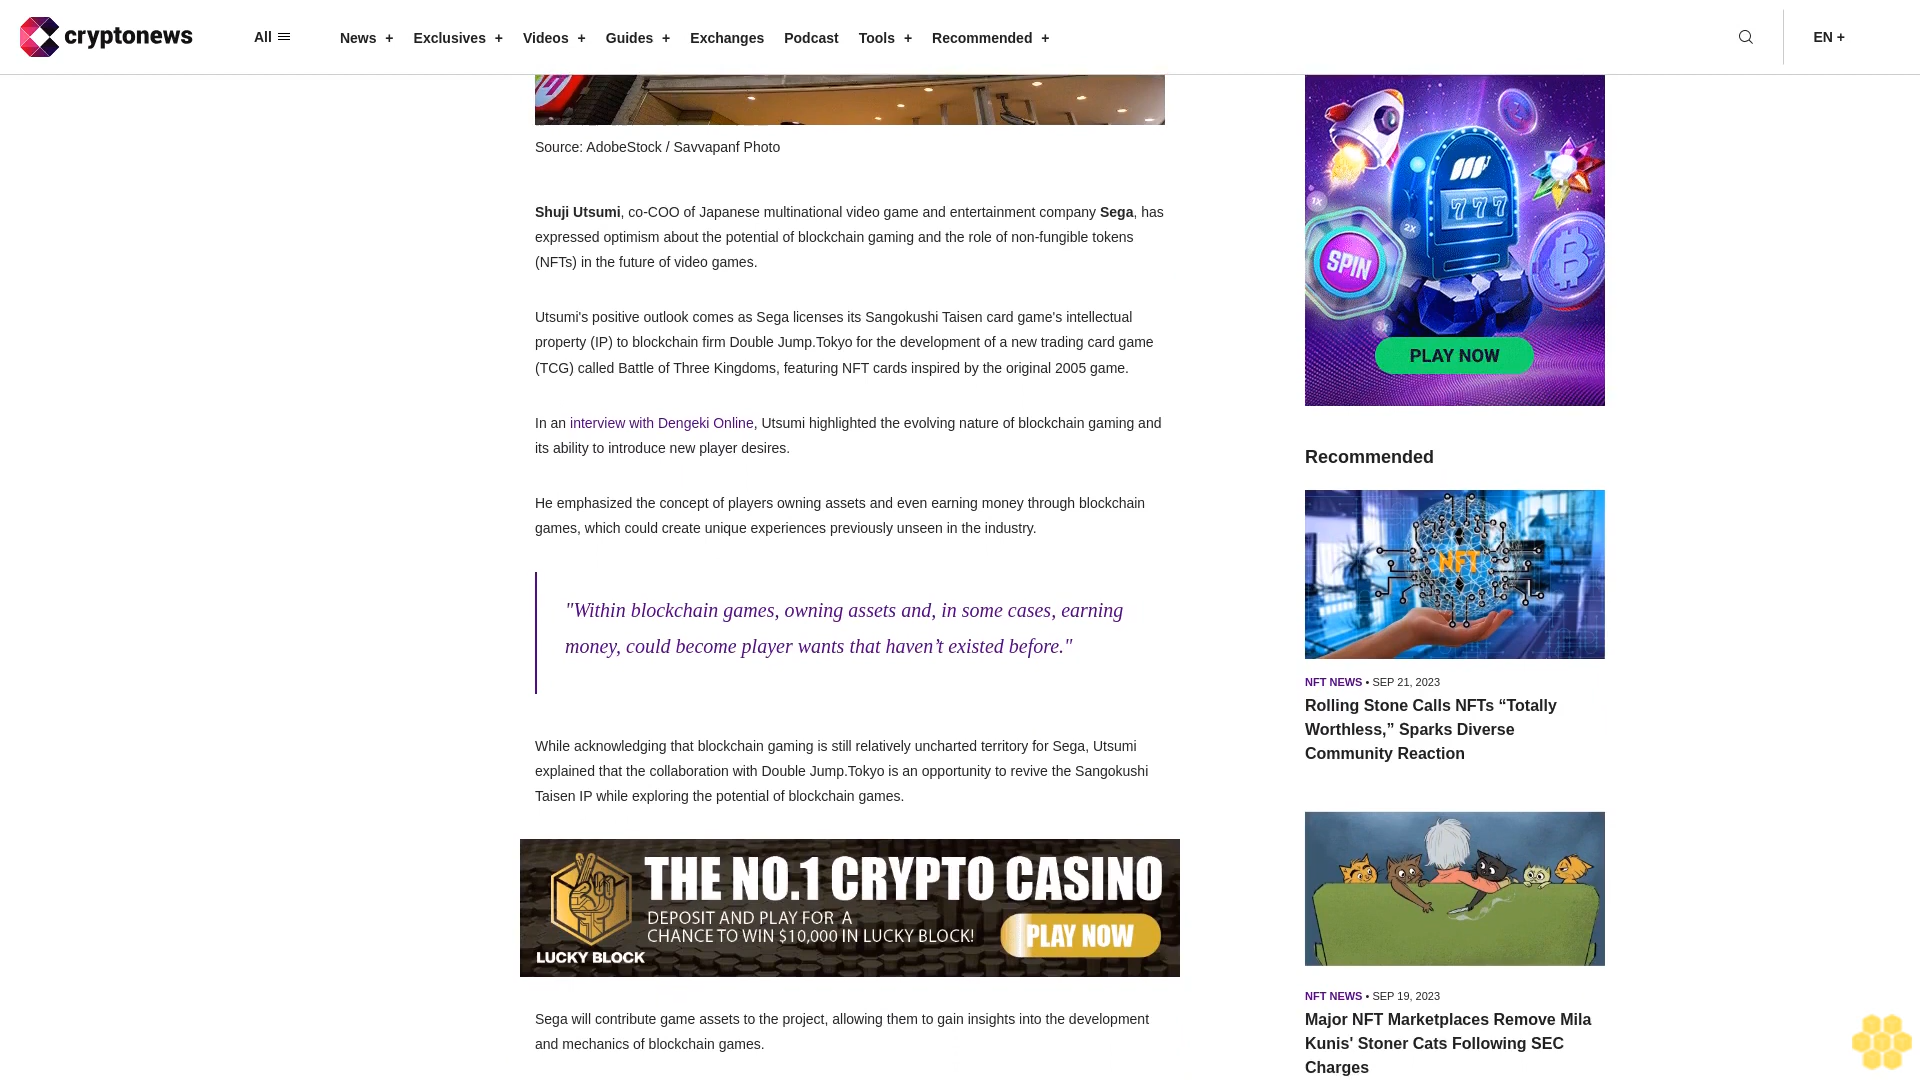 cryptonews
All
News +
Exclusives +
Videos +
Guides +
Exchanges
Podcast
Tools +
Recommended +
EN +
Source: AdobeStock / Savvapanf Photo
Shuji Utsumi, co-COO of Japanese multinational video game and entertainment company Sega, has
expressed optimism about the potential of blockchain gaming and the role of non-fungible tokens
(NFTs) in the future of video games.
Utsumi's positive outlook comes as Sega licenses its Sangokushi Taisen card game's intellectual
property (IP) to blockchain firm Double Jump.Tokyo for the development of a new trading card game
(TCG) called Battle of Three Kingdoms, featuring NFT cards inspired by the original 2005 game.
In an interview with Dengeki Online, Utsumi highlighted the evolving nature of blockchain gaming and
its ability to introduce new player desires.
He emphasized the concept of players owning assets and even earning money through blockchain
games, which could create unique experiences previously unseen in the industry.
"Within blockchain games, owning assets and, in some cases, earning
money, could become player wants that haven’t existed before."
While acknowledging that blockchain gaming is still relatively uncharted territory for Sega, Utsumi
explained that the collaboration with Double Jump.Tokyo is an opportunity to revive the Sangokushi
Taisen IP while exploring the potential of blockchain games.
THE NO.1 CRYPTO CASINO
DEPOSIT AND PLAY FOR A
CHANCE TO WIN $10,000 IN LUCKY BLOCK!
PLAY NOW
LUCKY BLOCK
Sega will contribute game assets to the project, allowing them to gain insights into the development
and mechanics of blockchain games.
1X
2X
777
SPIN
3X
PLAY NOW
Recommended
NFT
NFT NEWS • SEP 21, 2023
Rolling Stone Calls NFTs “Totally
Worthless,” Sparks Diverse
Community Reaction
NFT NEWS • SEP 19, 2023
Major NFT Marketplaces Remove Mila
Kunis' Stoner Cats Following SEC
Charges